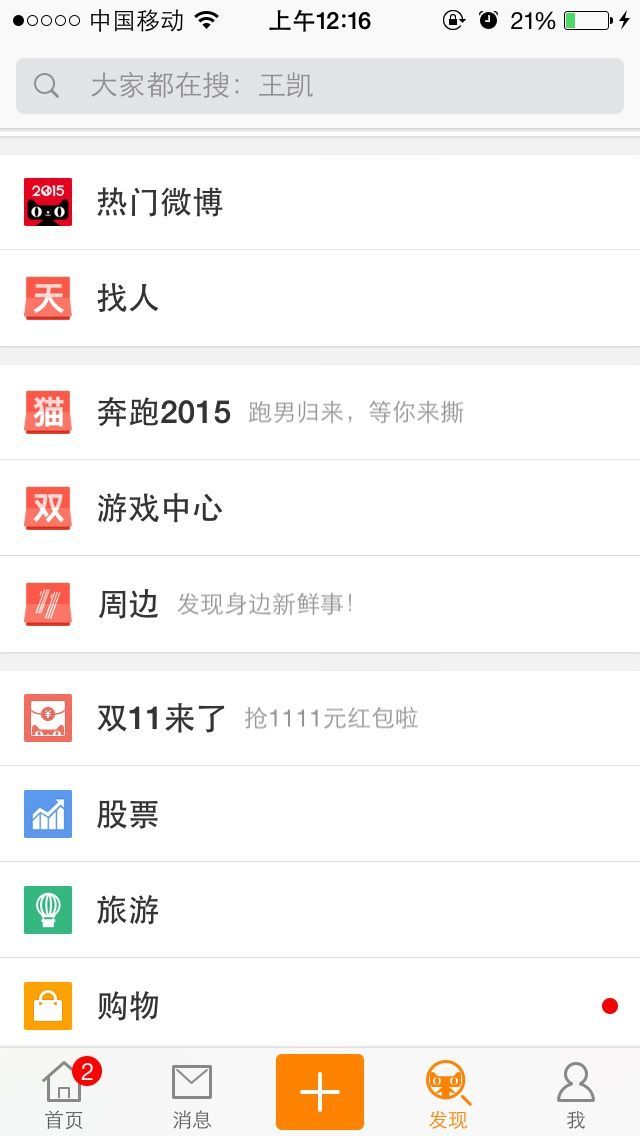 中国移动 上午12:16 21%
大家都在搜：王凯
2015 热门微博
天 找人
猫 奔跑2015 跑男归来，等你来撕
双 游戏中心
11 周边 发现身边新鲜事！
¥ 双11来了 抢1111元红包啦
股票
旅游
购物
2
首页 消息 发现 我